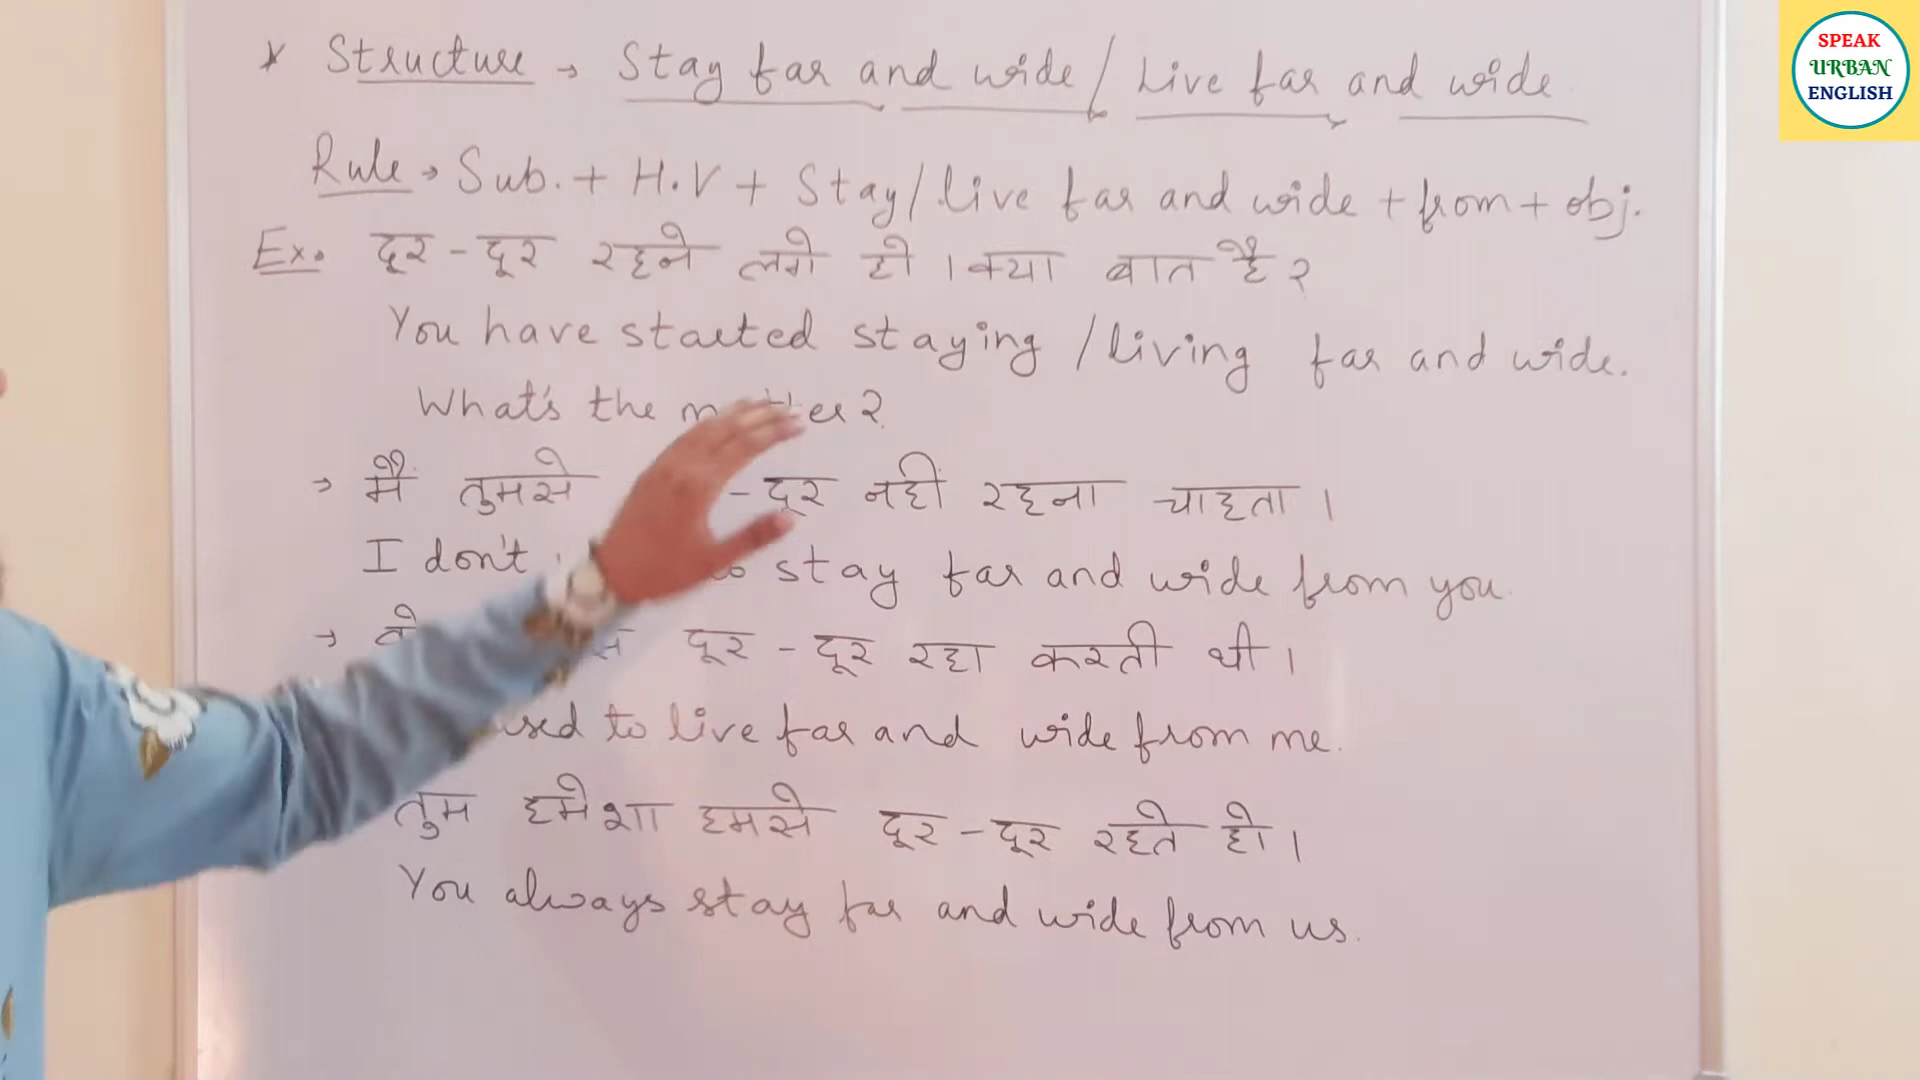 * Structure → Stay far and wide / Live far and wide
Rule → Sub. + H.V + Stay/live far and wide + from + obj.
Ex. दूर-दूर रहने लगे हो । क्या बात है?
You have started staying / living far and wide.
What's the matter?
→ मैं तुमसे -दूर नहीं रहना चाहता ।
I don't to stay far and wide from you.
→ दूर-दूर रहा करती थी ।
used to live far and wide from me.
तुम हमेशा हमसे दूर-दूर रहते हो ।
You always stay far and wide from us.
SPEAK
URBAN
ENGLISH